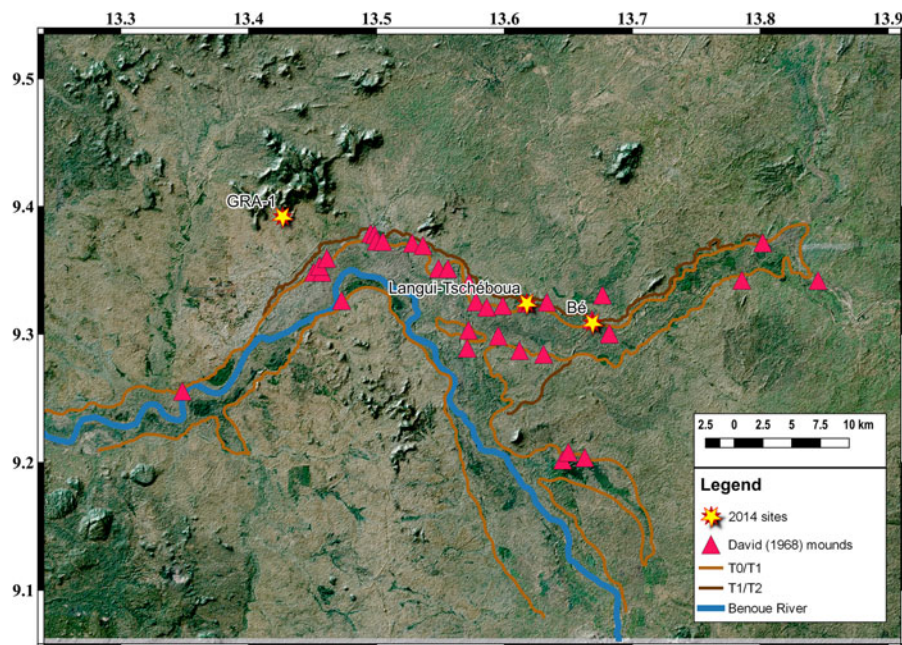 13.3 13.4 13.5 13.6 13.7 13.8 13.9
9.5
9.4
GRA-1
Langui-Tschéboua
Bé
9.3
9.2
9.1
2.5 0 2.5 5 7.5 10 km
Legend
2014 sites
David (1968) mounds
T0/T1
T1/T2
Benoue River